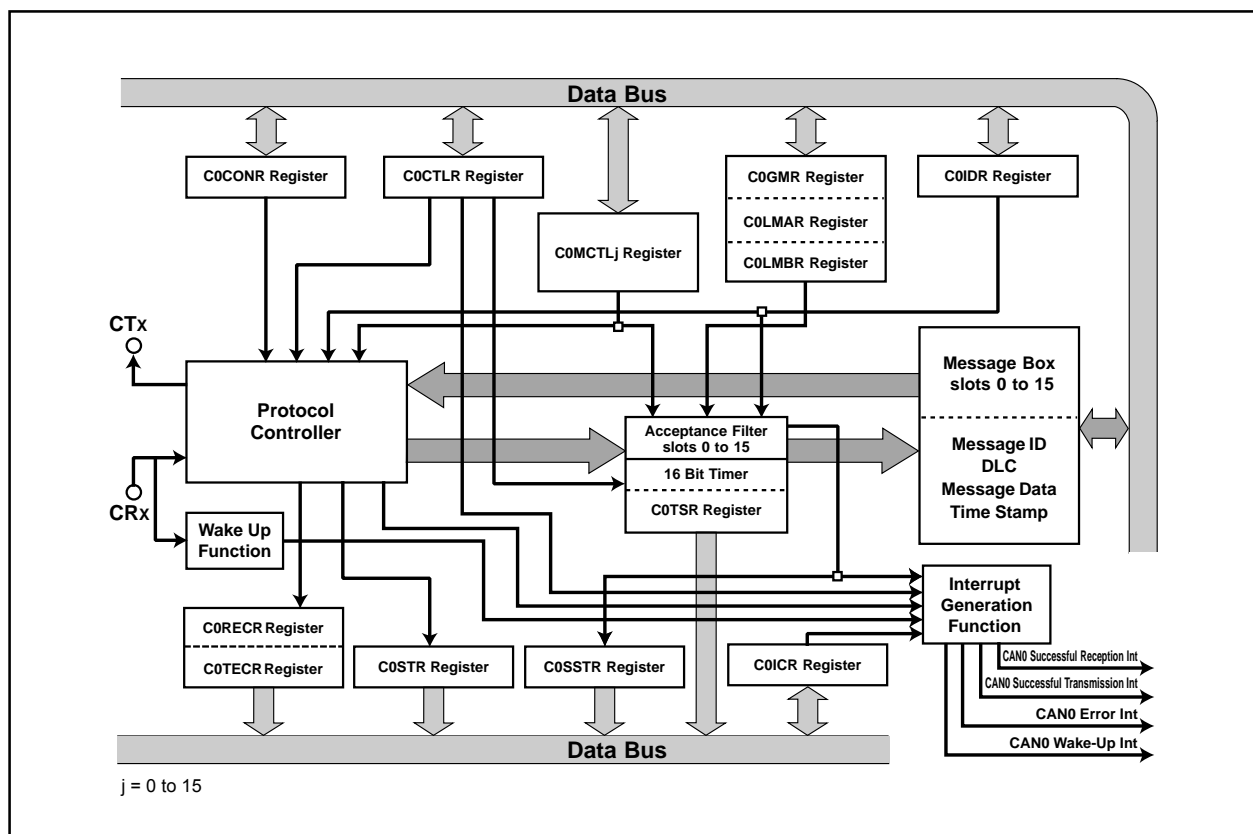 Data Bus
C0CONR Register
C0CTLR Register
C0MCTLj Register
C0GMR Register
C0LMAR Register
C0LMBR Register
C0IDR Register
CTx
Protocol
Controller
CRx
Wake Up
Function
Acceptance Filter
slots 0 to 15
16 Bit Timer
C0TSR Register
Message Box
slots 0 to 15
Message ID
DLC
Message Data
Time Stamp
Interrupt
Generation
Function
C0RECR Register
C0TECR Register
C0STR Register
C0SSTR Register
C0ICR Register
CAN0 Successful Reception Int
CAN0 Successful Transmission Int
CAN0 Error Int
CAN0 Wake-Up Int
Data Bus
j = 0 to 15